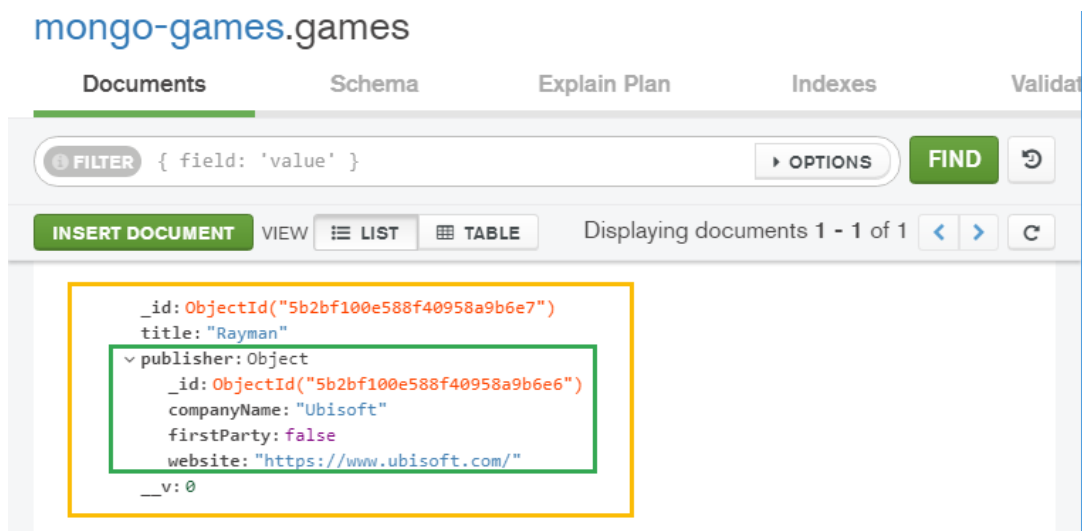 mongo-games.games
Documents Schema Explain Plan Indexes Validat
FILTER { field: 'value' } OPTIONS FIND
INSERT DOCUMENT VIEW LIST TABLE Displaying documents 1 - 1 of 1
_id: ObjectId("5b2bf100e588f40958a9b6e7")
title: "Rayman"
publisher: Object
_id: ObjectId("5b2bf100e588f40958a9b6e6")
companyName: "Ubisoft"
firstParty: false
website: "https://www.ubisoft.com/"
__v: 0